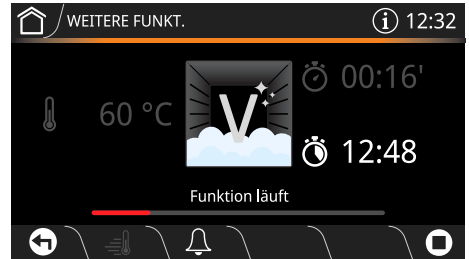 WEITERE FUNKT.
i 12:32
00:16'
60 °C
V
12:48
Funktion läuft